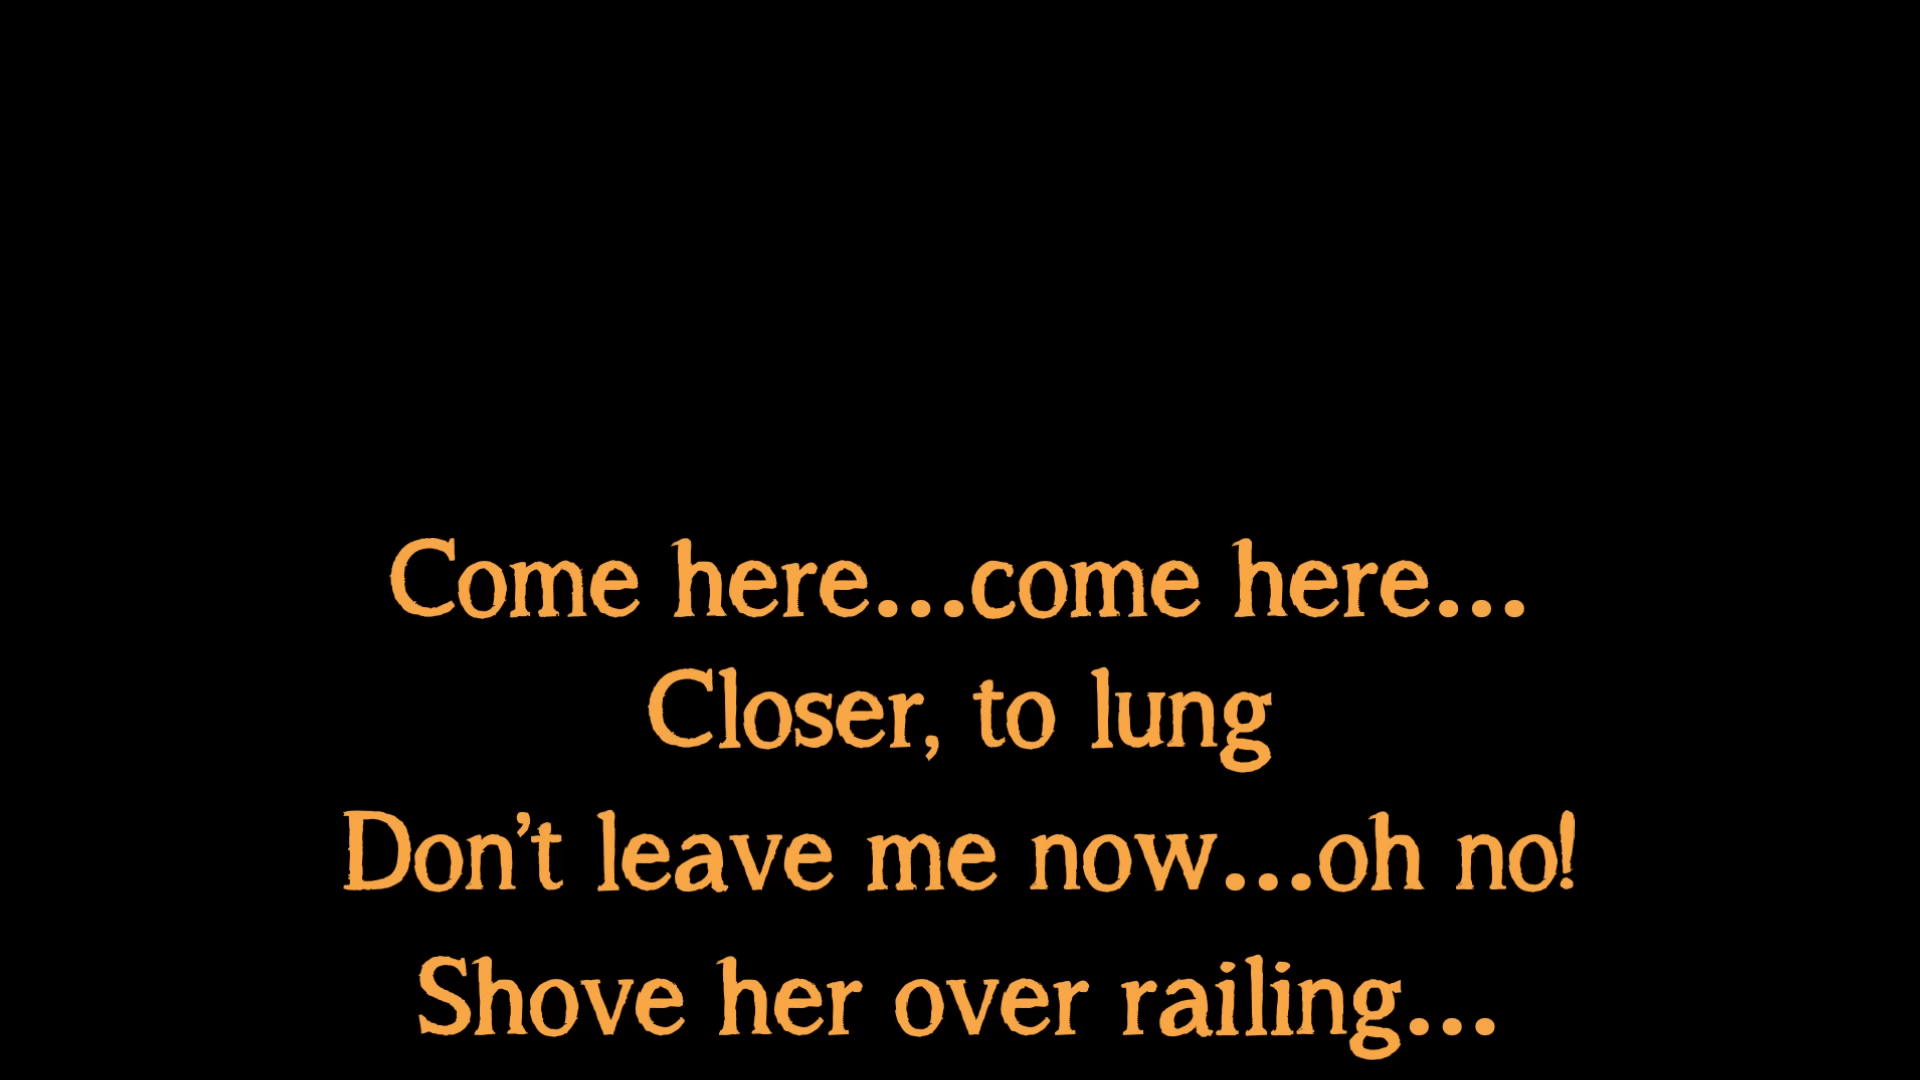 Come here...come here...
Closer, to lung
Don't leave me now...oh no!
Shove her over railing...